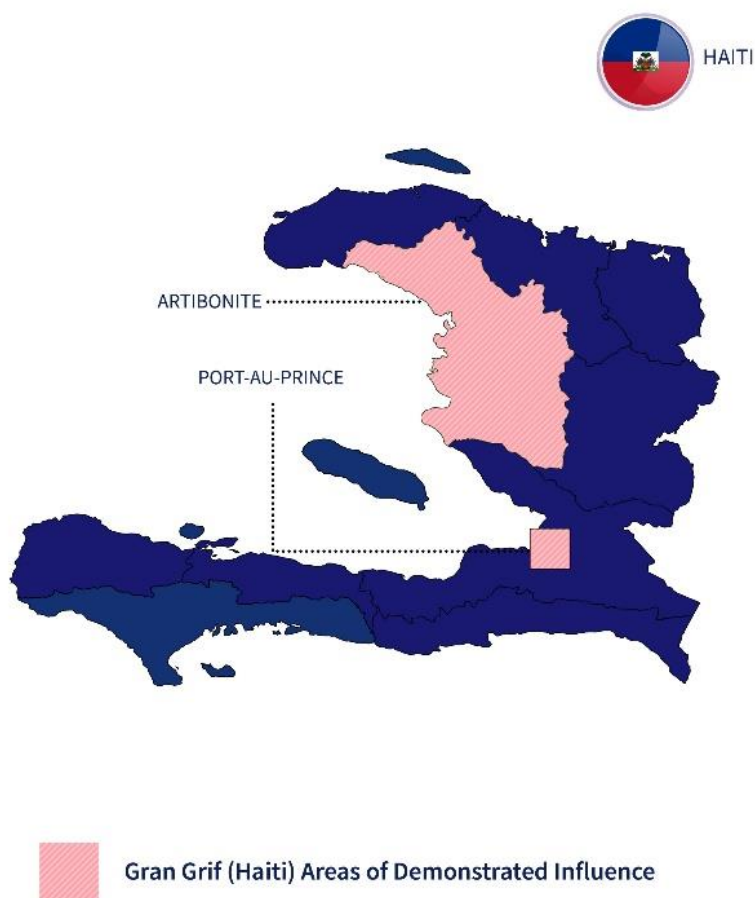 HAITI
ARTIBONITE
PORT-AU-PRINCE
Gran Grif (Haiti) Areas of Demonstrated Influence